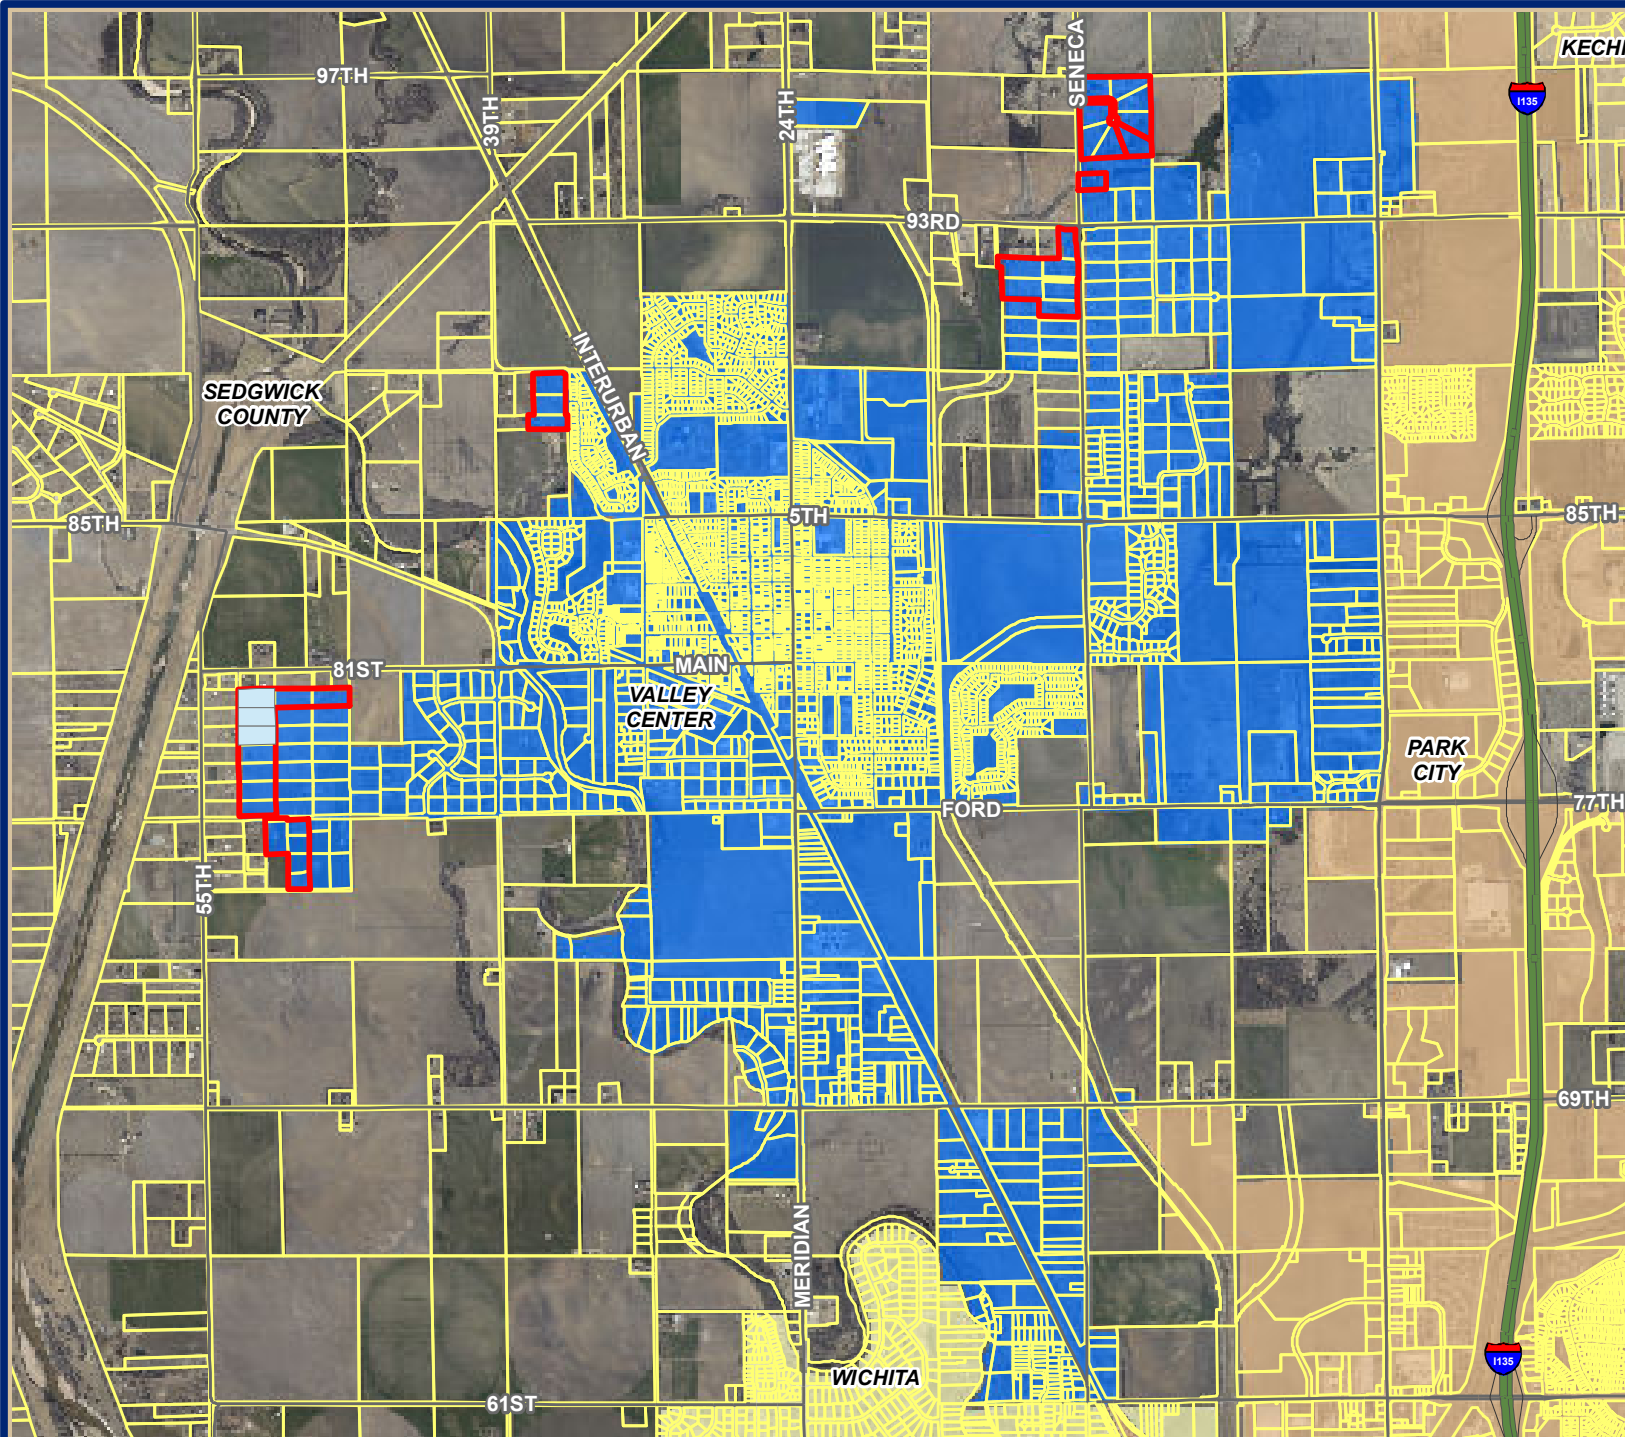 KECHI
97TH
39TH
24TH
SENECA
I135
93RD
INTERURBAN
SEDGWICK
COUNTY
85TH
5TH
85TH
81ST
MAIN
VALLEY
CENTER
PARK
CITY
FORD
77TH
55TH
69TH
MERIDIAN
I135
WICHITA
61ST